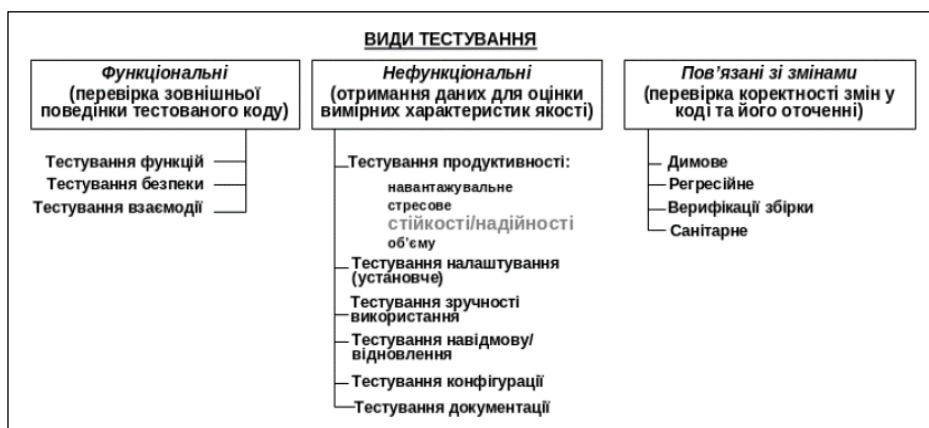 ВИДИ ТЕСТУВАННЯ
Функціональні
(перевірка зовнішньої
поведінки тестованого коду)
Тестування функцій
Тестування безпеки
Тестування взаємодії
Нефункціональні
(отримання даних для оцінки
вимірних характеристик якості)
Тестування продуктивності:
навантажувальне
стресове
стійкості/надійності
об'єму
Тестування налаштування
(установче)
Тестування зручності
використання
Тестування навідмову/
відновлення
Тестування конфігурації
Тестування документації
Пов'язані зі змінами
(перевірка коректності змін у
коді та його оточенні)
Димове
Регресійне
Верифікації збірки
Санітарне